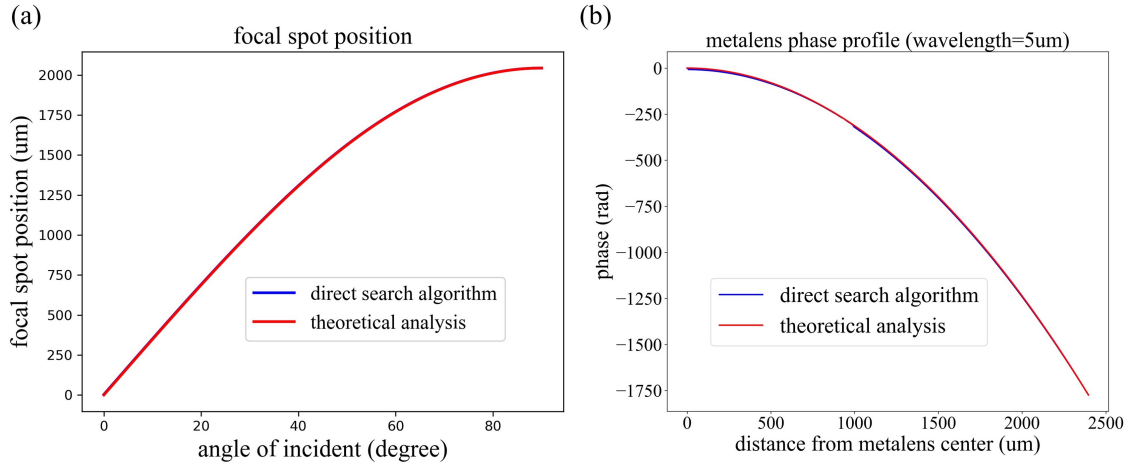 (a)
focal spot position
focal spot position (um)
2000
1750
1500
1250
1000
750
500
250
0
direct search algorithm
theoretical analysis
0
20
40
60
80
angle of incident (degree)
(b)
metalens phase profile (wavelength=5um)
phase (rad)
0
−250
−500
−750
−1000
−1250
−1500
−1750
direct search algorithm
theoretical analysis
0
500
1000
1500
2000
2500
distance from metalens center (um)